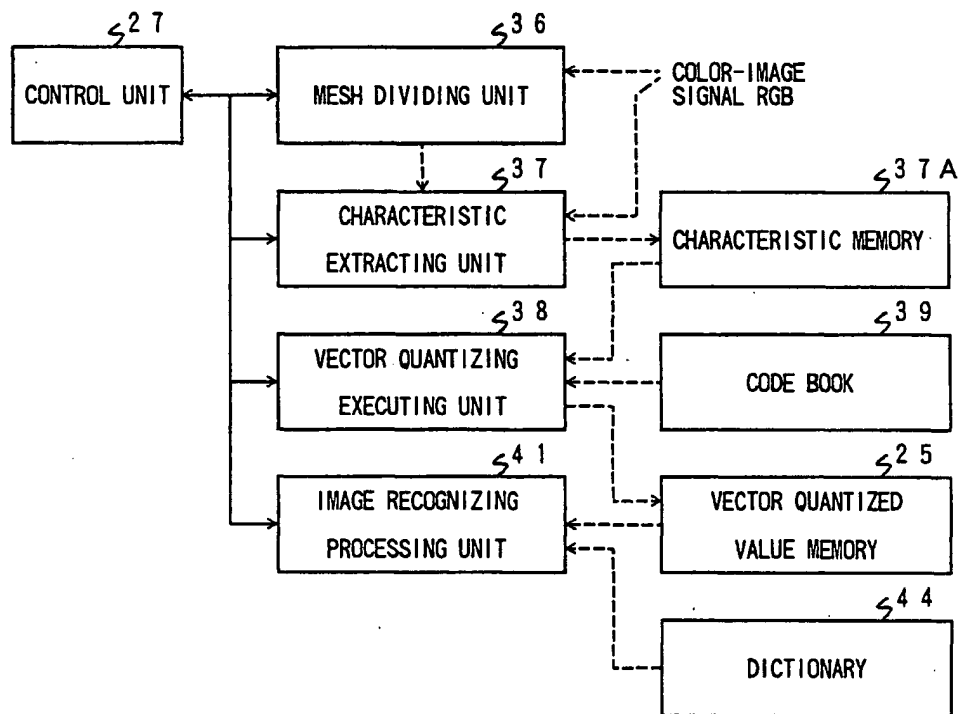 27
CONTROL UNIT
36
MESH DIVIDING UNIT
COLOR-IMAGE
SIGNAL RGB
37
CHARACTERISTIC
EXTRACTING UNIT
37A
CHARACTERISTIC MEMORY
38
VECTOR QUANTIZING
EXECUTING UNIT
39
CODE BOOK
41
IMAGE RECOGNIZING
PROCESSING UNIT
25
VECTOR QUANTIZED
VALUE MEMORY
44
DICTIONARY